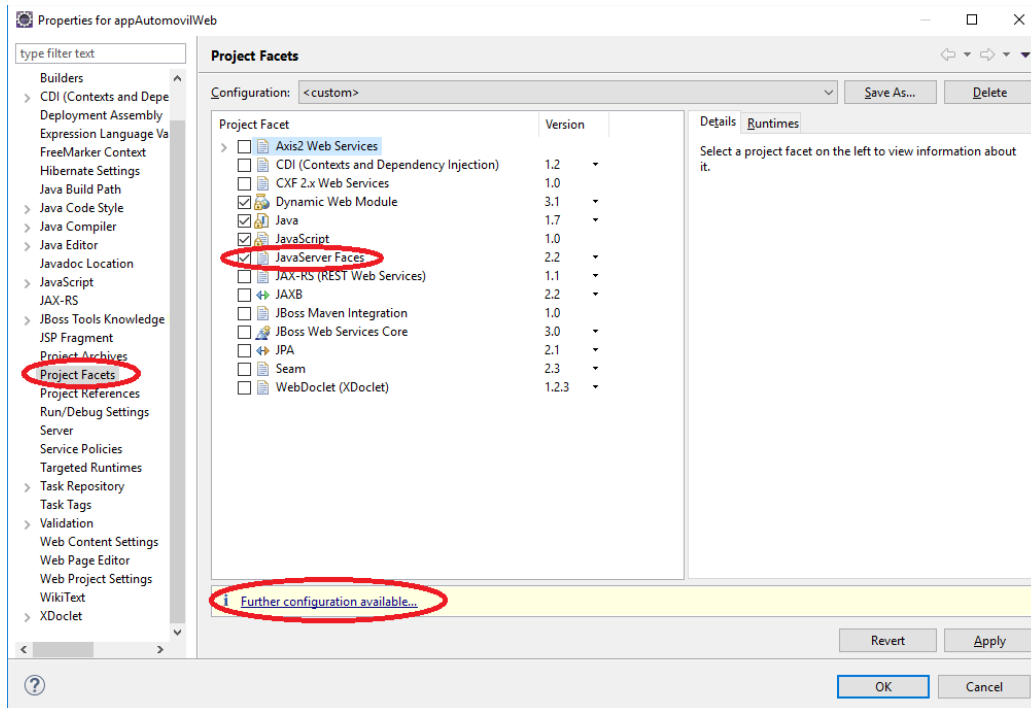 Properties for appAutomovilWeb
type filter text
Builders
CDI (Contexts and Depe
Deployment Assembly
Expression Language Va
FreeMarker Context
Hibernate Settings
Java Build Path
Java Code Style
Java Compiler
Java Editor
Javadoc Location
JavaScript
JAX-RS
JBoss Tools Knowledge
JSP Fragment
Project Archives
Project Facets
Project References
Run/Debug Settings
Server
Service Policies
Targeted Runtimes
Task Repository
Task Tags
Validation
Web Content Settings
Web Page Editor
Web Project Settings
WikiText
XDoclet
Project Facets
Configuration: <custom> Save As... Delete
Project Facet Version
Axis2 Web Services
CDI (Contexts and Dependency Injection) 1.2
CXF 2.x Web Services 1.0
Dynamic Web Module 3.1
Java 1.7
JavaScript 1.0
JavaServer Faces 2.2
JAX-RS (REST Web Services) 1.1
JAXB 2.2
JBoss Maven Integration 1.0
JBoss Web Services Core 3.0
JPA 2.1
Seam 2.3
WebDoclet (XDoclet) 1.2.3
Details Runtimes
Select a project facet on the left to view information about
it.
i Further configuration available...
Revert Apply
? OK Cancel